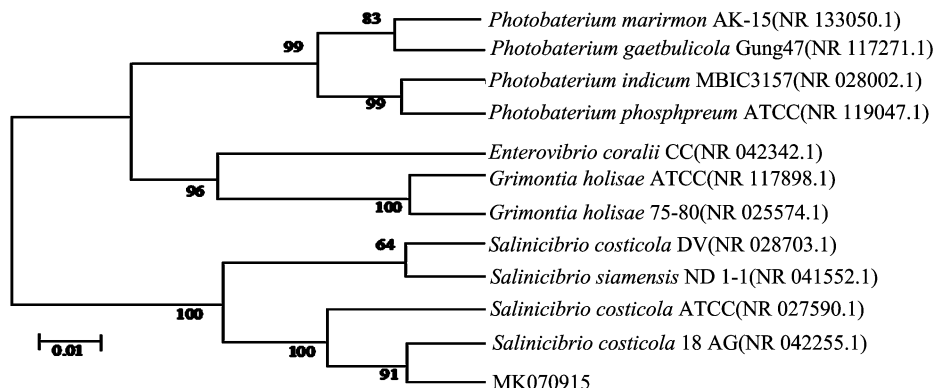 83
Photobaterium marirmon AK-15(NR 133050.1)
99
Photobaterium gaetbulicola Gung47(NR 117271.1)
Photobaterium indicum MBIC3157(NR 028002.1)
99
Photobaterium phosphpreum ATCC(NR 119047.1)
Enterovibrio coralii CC(NR 042342.1)
Grimontia holisae ATCC(NR 117898.1)
96
100
Grimontia holisae 75-80(NR 025574.1)
64
Salinicibrio costicola DV(NR 028703.1)
Salinicibrio siamensis ND 1-1(NR 041552.1)
100
Salinicibrio costicola ATCC(NR 027590.1)
0.01
100
Salinicibrio costicola 18 AG(NR 042255.1)
91
MK070915